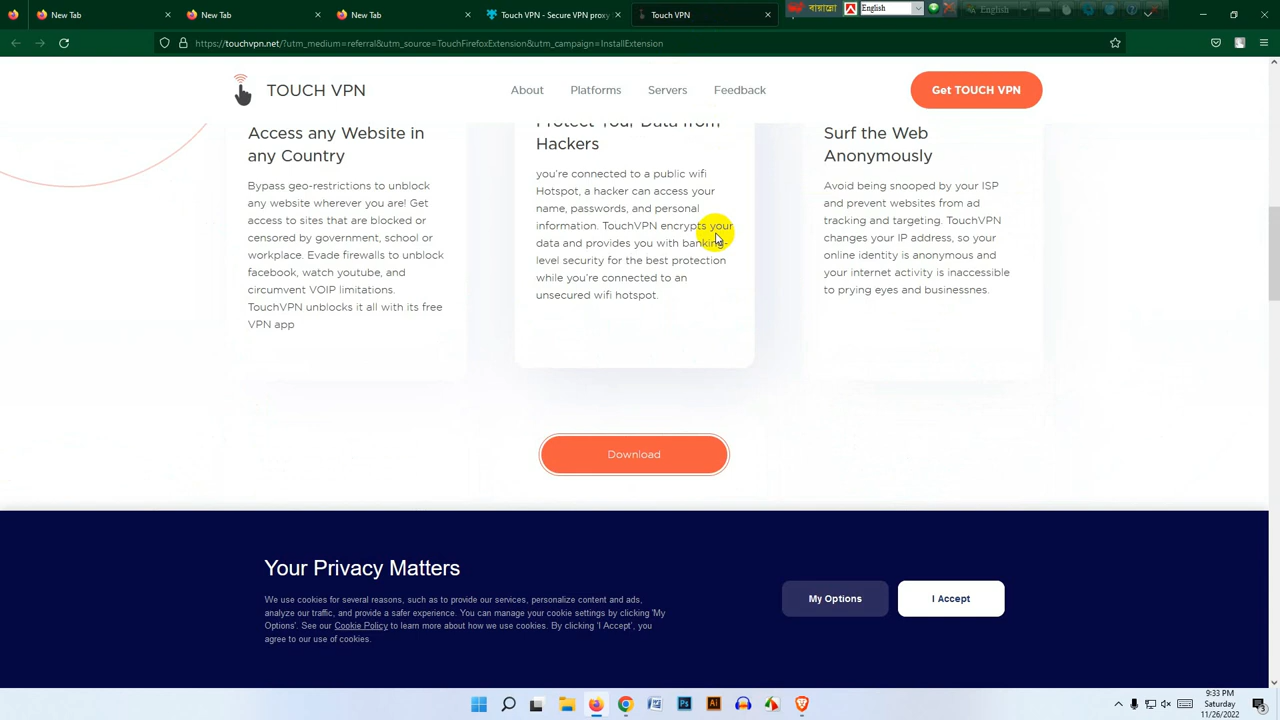 New Tab
New Tab
New Tab
Touch VPN - Secure VPN proxy
Touch VPN
বায়ান্নো
English
English
https://touchvpn.net/?utm_medium=referral&utm_source=TouchFirefoxExtension&utm_campaign=InstallExtension
TOUCH VPN
About
Platforms
Servers
Feedback
Get TOUCH VPN
Access any Website in
any Country
Bypass geo-restrictions to unblock
any website wherever you are! Get
access to sites that are blocked or
censored by government, school or
workplace. Evade firewalls to unblock
facebook, watch youtube, and
circumvent VOIP limitations.
TouchVPN unblocks it all with its free
VPN app
Protect Your Data from
Hackers
you're connected to a public wifi
Hotspot, a hacker can access your
name, passwords, and personal
information. TouchVPN encrypts your
data and provides you with banking-
level security for the best protection
while you're connected to an
unsecured wifi hotspot.
Surf the Web
Anonymously
Avoid being snooped by your ISP
and prevent websites from ad
tracking and targeting. TouchVPN
changes your IP address, so your
online identity is anonymous and
your internet activity is inaccessible
to prying eyes and businessnes.
Download
Your Privacy Matters
We use cookies for several reasons, such as to provide our services, personalize content and ads,
analyze our traffic, and provide a safer experience. You can manage your cookie settings by clicking 'My
Options'. See our Cookie Policy to learn more about how we use cookies. By clicking 'I Accept', you
agree to our use of cookies.
My Options
I Accept
9:33 PM
Saturday
11/26/2022